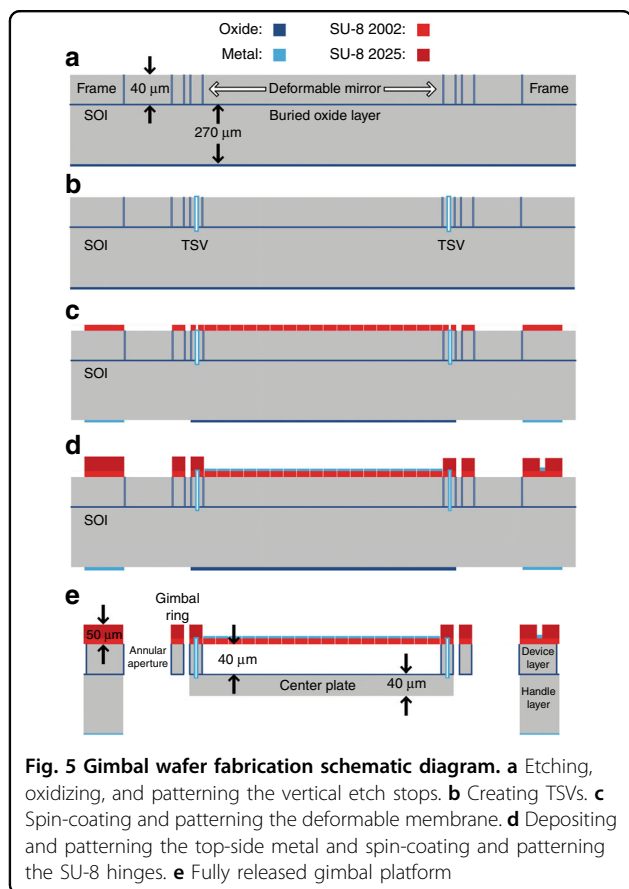 Oxide: SU-8 2002:
Metal: SU-8 2025:
a
Frame 40 μm Deformable mirror Frame
SOI Buried oxide layer
270 μm
b
SOI TSV TSV
c
SOI
d
SOI
e
Gimbal
ring
50 μm
Annular
aperture
40 μm
Device
layer
Center plate
40 μm
Handle
layer
Fig. 5 Gimbal wafer fabrication schematic diagram. a Etching,
oxidizing, and patterning the vertical etch stops. b Creating TSVs. c
Spin-coating and patterning the deformable membrane. d Depositing
and patterning the top-side metal and spin-coating and patterning
the SU-8 hinges. e Fully released gimbal platform